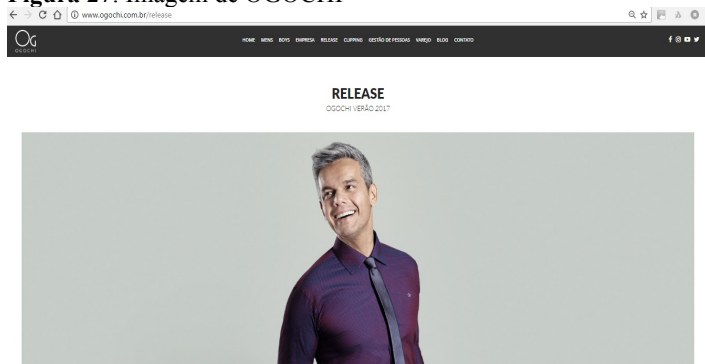 Figura 27: Imagem de OGOCHI
www.ogochi.com.br/release
OG
OGOCHI
HOME MENS BOYS EMPRESA RELEASE CLIPPING GESTÃO DE PESSOAS VAREJO BLOG CONTATO
RELEASE
OGOCHI VERÃO 2017